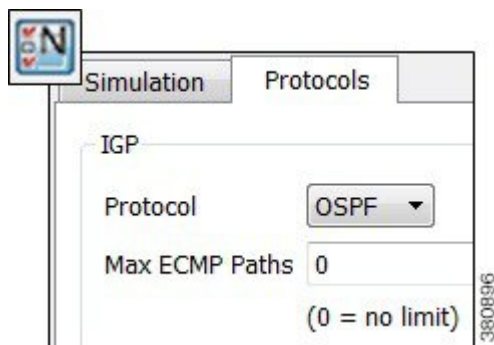 N
Simulation Protocols
IGP
Protocol OSPF
Max ECMP Paths 0
(0 = no limit)
380896